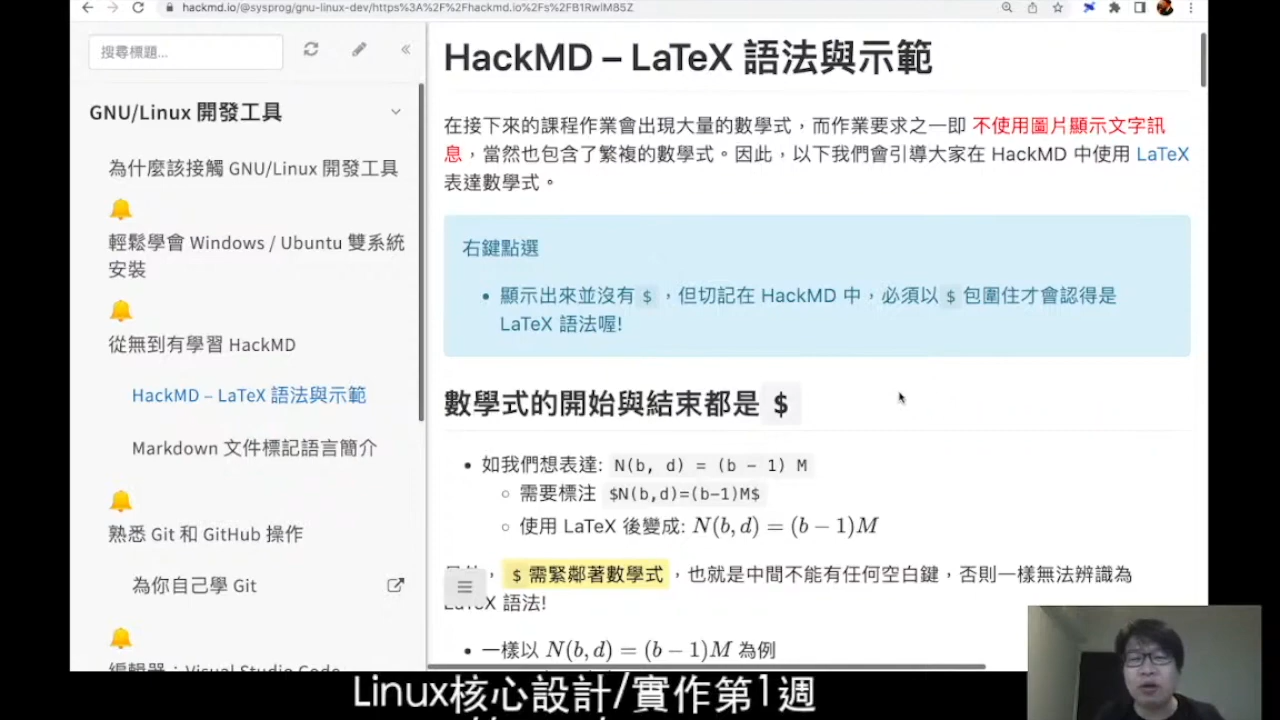 hackmd.io/@sysprog/gnu-linux-dev/https%3A%2F%2Fhackmd.io%2Fs%2FB1RwlM85Z
搜尋標題...
GNU/Linux 開發工具
為什麼該接觸 GNU/Linux 開發工具
輕鬆學會 Windows / Ubuntu 雙系統
安裝
從無到有學習 HackMD
HackMD – LaTeX 語法與示範
Markdown 文件標記語言簡介
熟悉 Git 和 GitHub 操作
為你自己學 Git
編輯器：Visual Studio Code
HackMD – LaTeX 語法與示範
在接下來的課程作業會出現大量的數學式，而作業要求之一即 不使用圖片顯示文字訊
息，當然也包含了繁複的數學式。因此，以下我們會引導大家在 HackMD 中使用 LaTeX
表達數學式。
右鍵點選
• 顯示出來並沒有 $ ，但切記在 HackMD 中，必須以 $ 包圍住才會認得是
LaTeX 語法喔!
數學式的開始與結束都是 $
• 如我們想表達: N(b, d) = (b - 1) M
○ 需要標注 $N(b,d)=(b-1)M$
○ 使用 LaTeX 後變成: N(b, d) = (b − 1)M
， $ 需緊鄰著數學式 ，也就是中間不能有任何空白鍵，否則一樣無法辨識為
X 語法!
• 一樣以 N(b, d) = (b − 1)M 為例
Linux核心設計/實作第1週